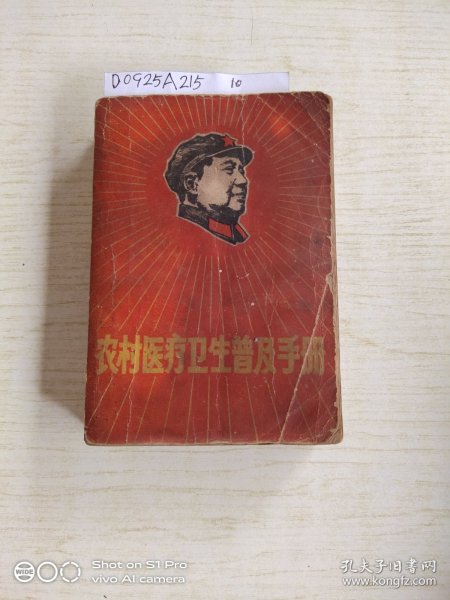 D0925A215 10
农村医疗卫生普及手册
WIDE
Shot on S1 Pro
vivo AI camera
孔夫子旧书网
www.kongfz.com